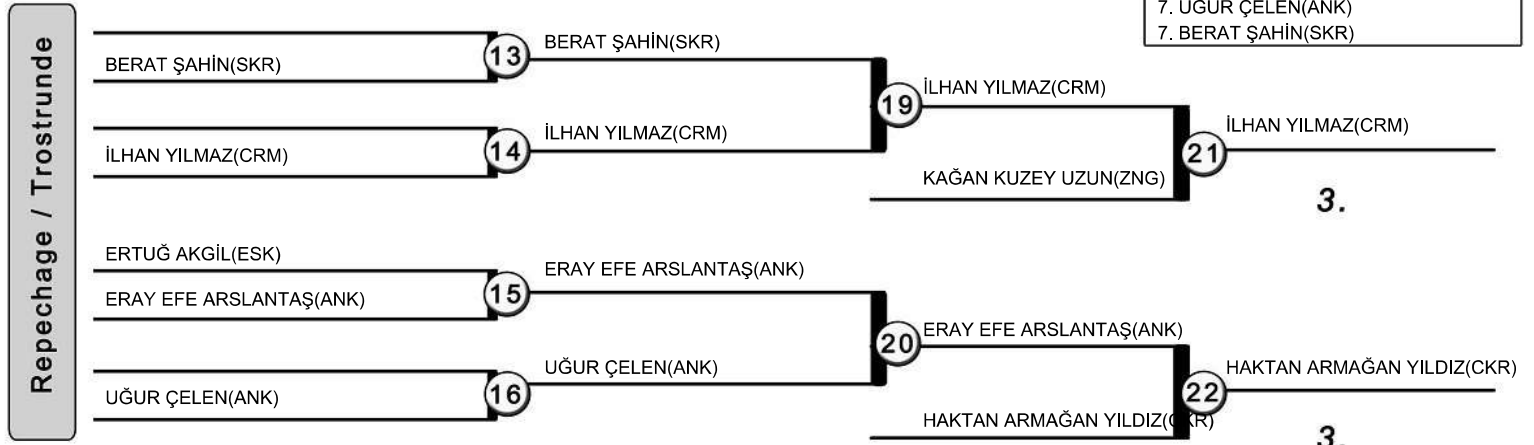 Repechage / Trostrunde
7. UĞUR ÇELEN(ANK)
7. BERAT ŞAHİN(SKR)
BERAT ŞAHİN(SKR)
13
BERAT ŞAHİN(SKR)
İLHAN YILMAZ(CRM)
14
İLHAN YILMAZ(CRM)
19
İLHAN YILMAZ(CRM)
KAĞAN KUZEY UZUN(ZNG)
21
İLHAN YILMAZ(CRM)
3.
ERTUĞ AKGİL(ESK)
ERAY EFE ARSLANTAŞ(ANK)
15
ERAY EFE ARSLANTAŞ(ANK)
UĞUR ÇELEN(ANK)
16
UĞUR ÇELEN(ANK)
20
ERAY EFE ARSLANTAŞ(ANK)
HAKTAN ARMAĞAN YILDIZ(CKR)
22
HAKTAN ARMAĞAN YILDIZ(CKR)
3.